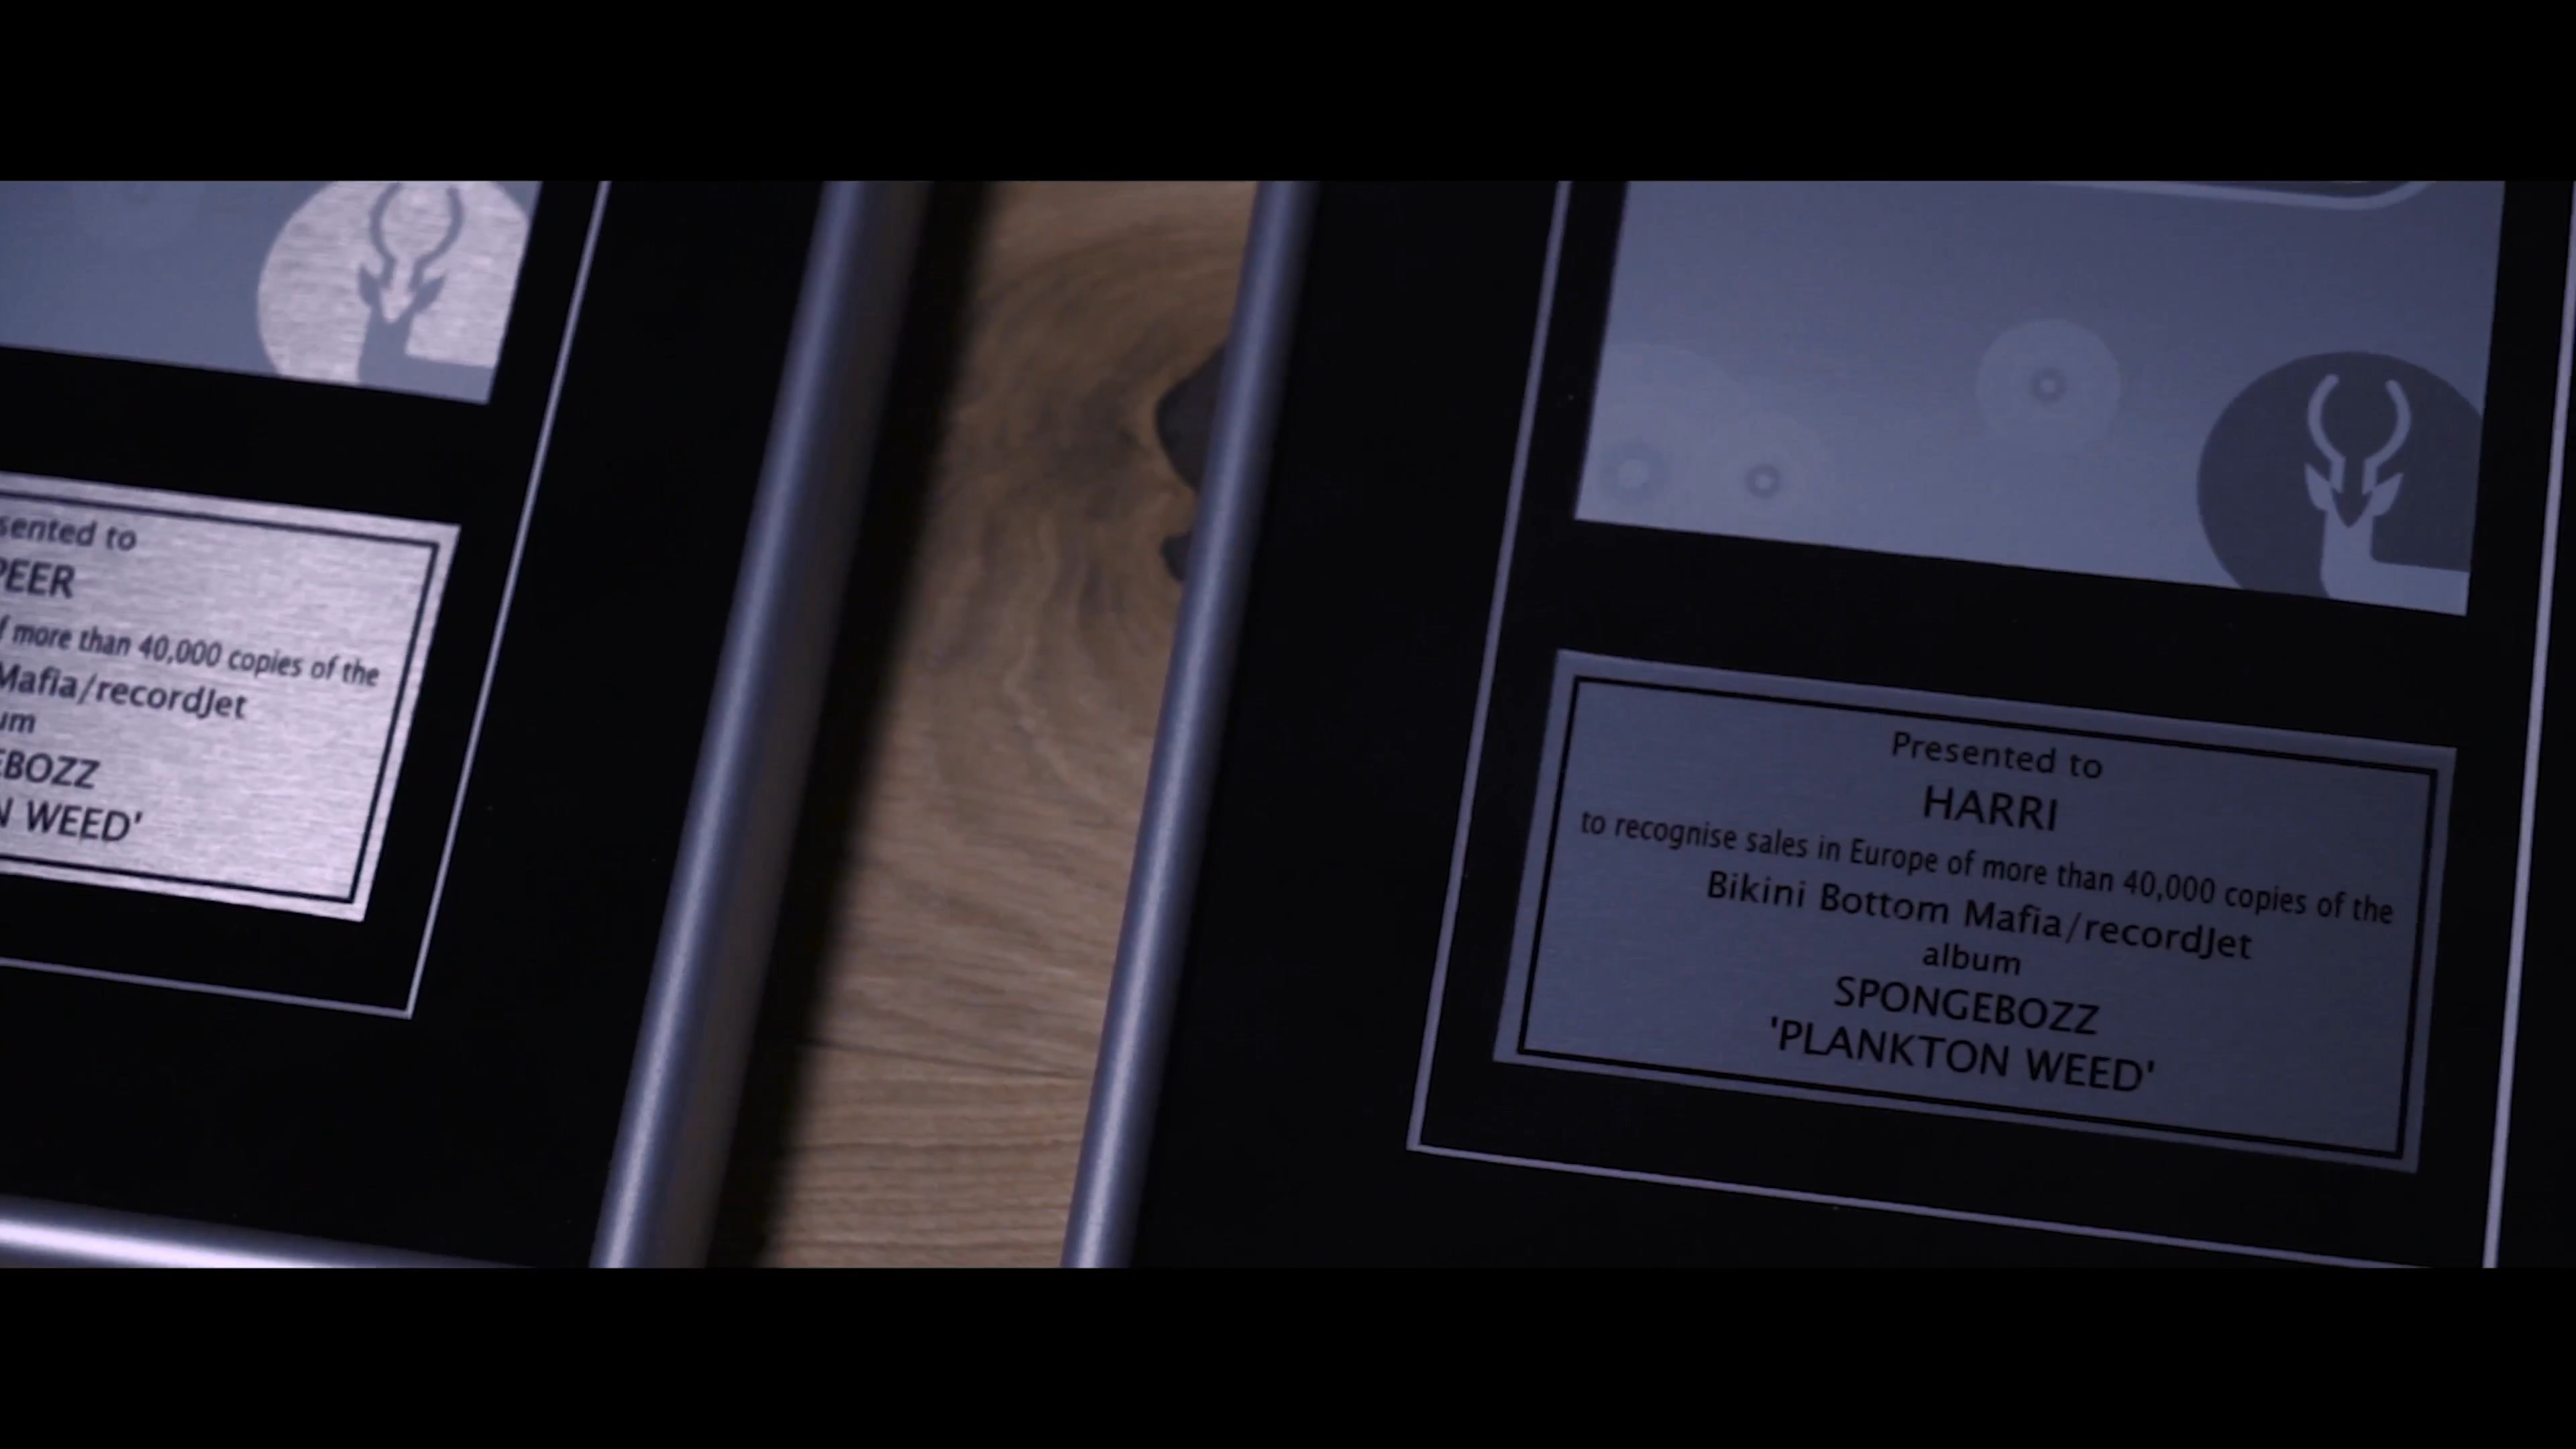 sented to
PEER
f more than 40,000 copies of the
Mafia/recordJet
um
EBOZZ
N WEED'
Presented to
HARRI
to recognise sales in Europe of more than 40,000 copies of the
Bikini Bottom Mafia/recordJet
album
SPONGEBOZZ
'PLANKTON WEED'